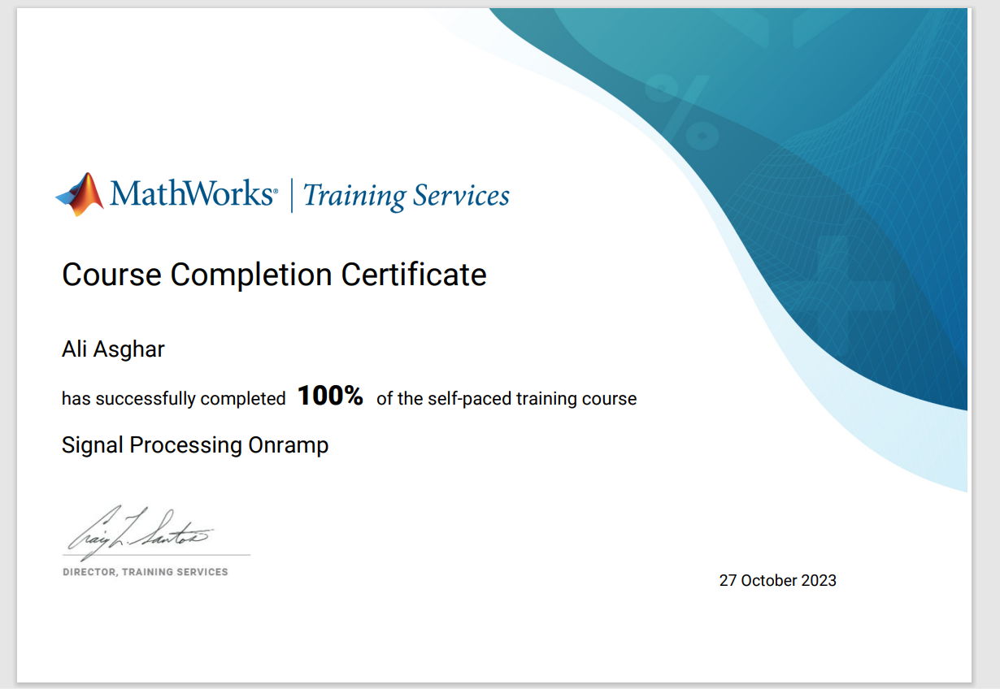 MathWorks® | Training Services
Course Completion Certificate
Ali Asghar
has successfully completed 100% of the self-paced training course
Signal Processing Onramp
Craig L. Santos
DIRECTOR, TRAINING SERVICES
27 October 2023